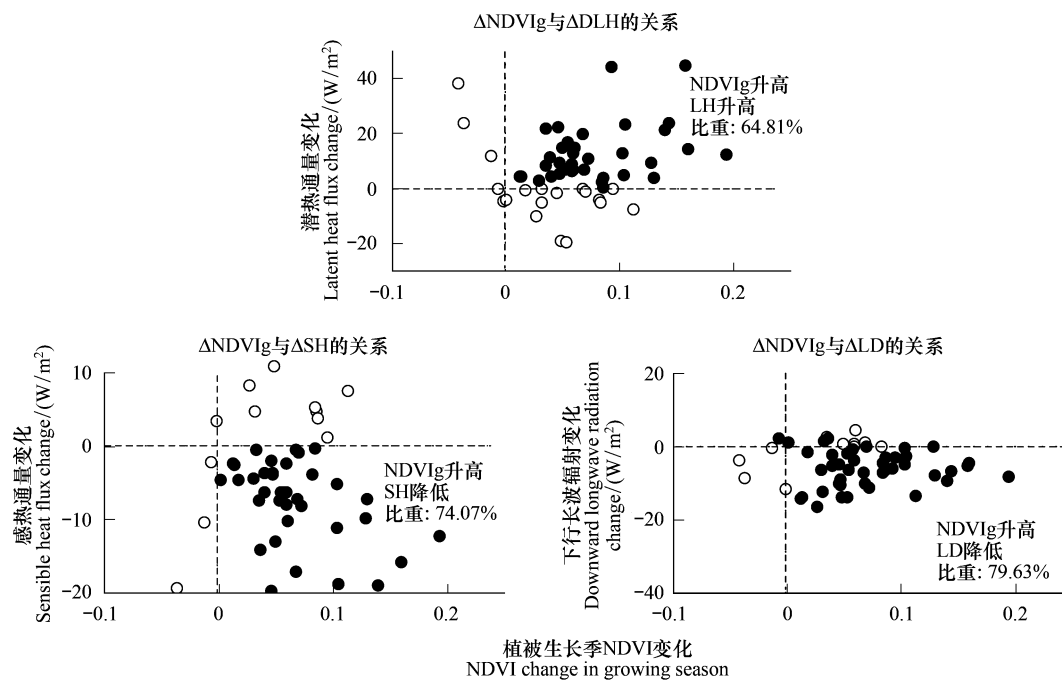 ΔNDVIg与ΔDLH的关系
潜热通量变化
Latent heat flux change/(W/m²)
40
20
0
−20
−0.1
0
0.1
0.2
NDVIg升高
LH升高
比重: 64.81%
ΔNDVIg与ΔSH的关系
感热通量变化
Sensible heat flux change/(W/m²)
10
0
−10
−20
−0.1
0
0.1
0.2
NDVIg升高
SH降低
比重: 74.07%
ΔNDVIg与ΔLD的关系
下行长波辐射变化
Downward longwave radiation
change/(W/m²)
20
0
−20
−40
−0.1
0
0.1
0.2
NDVIg升高
LD降低
比重: 79.63%
植被生长季NDVI变化
NDVI change in growing season